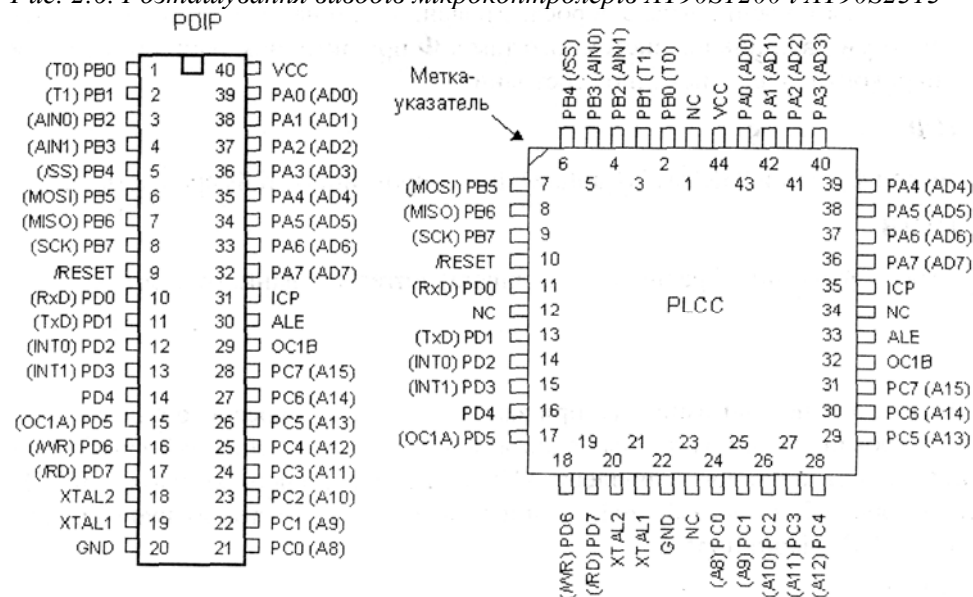 Рис. 2.6. Розташування виводів мікроконтролерів AT90S1200 і AT90S2313
PDIP
(T0) PB0 1 40 VCC
(T1) PB1 2 39 PA0 (AD0)
(AIN0) PB2 3 38 PA1 (AD1)
(AIN1) PB3 4 37 PA2 (AD2)
(/SS) PB4 5 36 PA3 (AD3)
(MOSI) PB5 6 35 PA4 (AD4)
(MISO) PB6 7 34 PA5 (AD5)
(SCK) PB7 8 33 PA6 (AD6)
/RESET 9 32 PA7 (AD7)
(RxD) PD0 10 31 ICP
(TxD) PD1 11 30 ALE
(INT0) PD2 12 29 OC1B
(INT1) PD3 13 28 PC7 (A15)
PD4 14 27 PC6 (A14)
(OC1A) PD5 15 26 PC5 (A13)
(/WR) PD6 16 25 PC4 (A12)
(/RD) PD7 17 24 PC3 (A11)
XTAL2 18 23 PC2 (A10)
XTAL1 19 22 PC1 (A9)
GND 20 21 PC0 (A8)
Метка-
указатель
PB4 (/SS)
PB3 (AIN0)
PB2 (AIN1)
PB1 (T1)
PB0 (T0)
NC
VCC
PA0 (AD0)
PA1 (AD1)
PA2 (AD2)
PA3 (AD3)
6 4 2 44 42 40
5 3 1 43 41
(MOSI) PB5 7 39 PA4 (AD4)
(MISO) PB6 8 38 PA5 (AD5)
(SCK) PB7 9 37 PA6 (AD6)
/RESET 10 36 PA7 (AD7)
(RxD) PD0 11 35 ICP
NC 12 34 NC
(TxD) PD1 13 33 ALE
(INT0) PD2 14 32 OC1B
(INT1) PD3 15 31 PC7 (A15)
PD4 16 30 PC6 (A14)
(OC1A) PD5 17 29 PC5 (A13)
PLCC
19 21 23 25 27
18 20 22 24 26 28
(/WR) PD6
(/RD) PD7
XTAL2
XTAL1
GND
NC
(A8) PC0
(A9) PC1
(A10) PC2
(A11) PC3
(A12) PC4